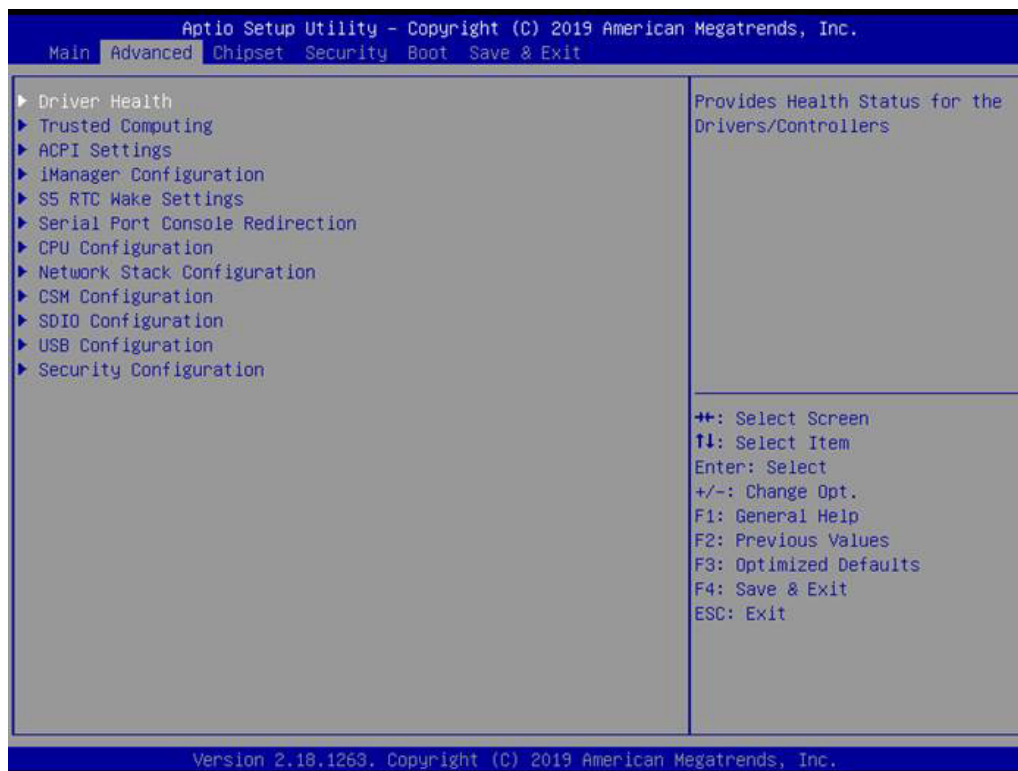 Aptio Setup Utility – Copyright (C) 2019 American Megatrends, Inc.
Main Advanced Chipset Security Boot Save & Exit
Driver Health
Trusted Computing
ACPI Settings
iManager Configuration
S5 RTC Wake Settings
Serial Port Console Redirection
CPU Configuration
Network Stack Configuration
CSM Configuration
SDIO Configuration
USB Configuration
Security Configuration
Provides Health Status for the
Drivers/Controllers
→←: Select Screen
↑↓: Select Item
Enter: Select
+/-: Change Opt.
F1: General Help
F2: Previous Values
F3: Optimized Defaults
F4: Save & Exit
ESC: Exit
Version 2.18.1263. Copyright (C) 2019 American Megatrends, Inc.